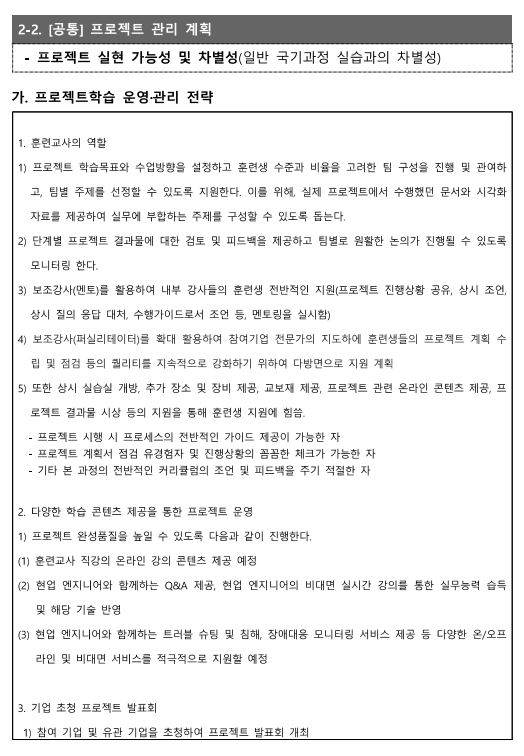 2-2. [공통] 프로젝트 관리 계획
- 프로젝트 실현 가능성 및 차별성(일반 국기과정 실습과의 차별성)
가. 프로젝트학습 운영·관리 전략
1. 훈련교사의 역할
1) 프로젝트 학습목표와 수업방향을 설정하고 훈련생 수준과 비율을 고려한 팀 구성을 진행 및 관여하
고, 팀별 주제를 선정할 수 있도록 지원한다. 이를 위해, 실제 프로젝트에서 수행했던 문서와 시각화
자료를 제공하여 실무에 부합하는 주제를 구성할 수 있도록 돕는다.
2) 단계별 프로젝트 결과물에 대한 검토 및 피드백을 제공하고 팀별로 원활한 논의가 진행될 수 있도록
모니터링 한다.
3) 보조강사(멘토)를 활용하여 내부 강사들의 훈련생 전반적인 지원(프로젝트 진행상황 공유, 상시 조언,
상시 질의 응답 대처, 수행가이드로서 조언 등, 멘토링을 실시함)
4) 보조강사(퍼실리테이터)를 확대 활용하여 참여기업 전문가의 지도하에 훈련생들의 프로젝트 계획 수
립 및 점검 등의 퀄리티를 지속적으로 강화하기 위하여 다방면으로 지원 계획
5) 또한 상시 실습실 개방, 추가 장소 및 장비 제공, 교보재 제공, 프로젝트 관련 온라인 콘텐츠 제공, 프
로젝트 결과물 시상 등의 지원을 통해 훈련생 지원에 힘씀.
- 프로젝트 시행 시 프로세스의 전반적인 가이드 제공이 가능한 자
- 프로젝트 계획서 점검 유경험자 및 진행상황의 꼼꼼한 체크가 가능한 자
- 기타 본 과정의 전반적인 커리큘럼의 조언 및 피드백을 주기 적절한 자
2. 다양한 학습 콘텐츠 제공을 통한 프로젝트 운영
1) 프로젝트 완성품질을 높일 수 있도록 다음과 같이 진행한다.
(1) 훈련교사 직강의 온라인 강의 콘텐츠 제공 예정
(2) 현업 엔지니어와 함께하는 Q&A 제공, 현업 엔지니어의 비대면 실시간 강의를 통한 실무능력 습득
및 해당 기술 반영
(3) 현업 엔지니어와 함께하는 트러블 슈팅 및 침해, 장애대응 모니터링 서비스 제공 등 다양한 온/오프
라인 및 비대면 서비스를 적극적으로 지원할 예정
3. 기업 초청 프로젝트 발표회
1) 참여 기업 및 유관 기업을 초청하여 프로젝트 발표회 개최